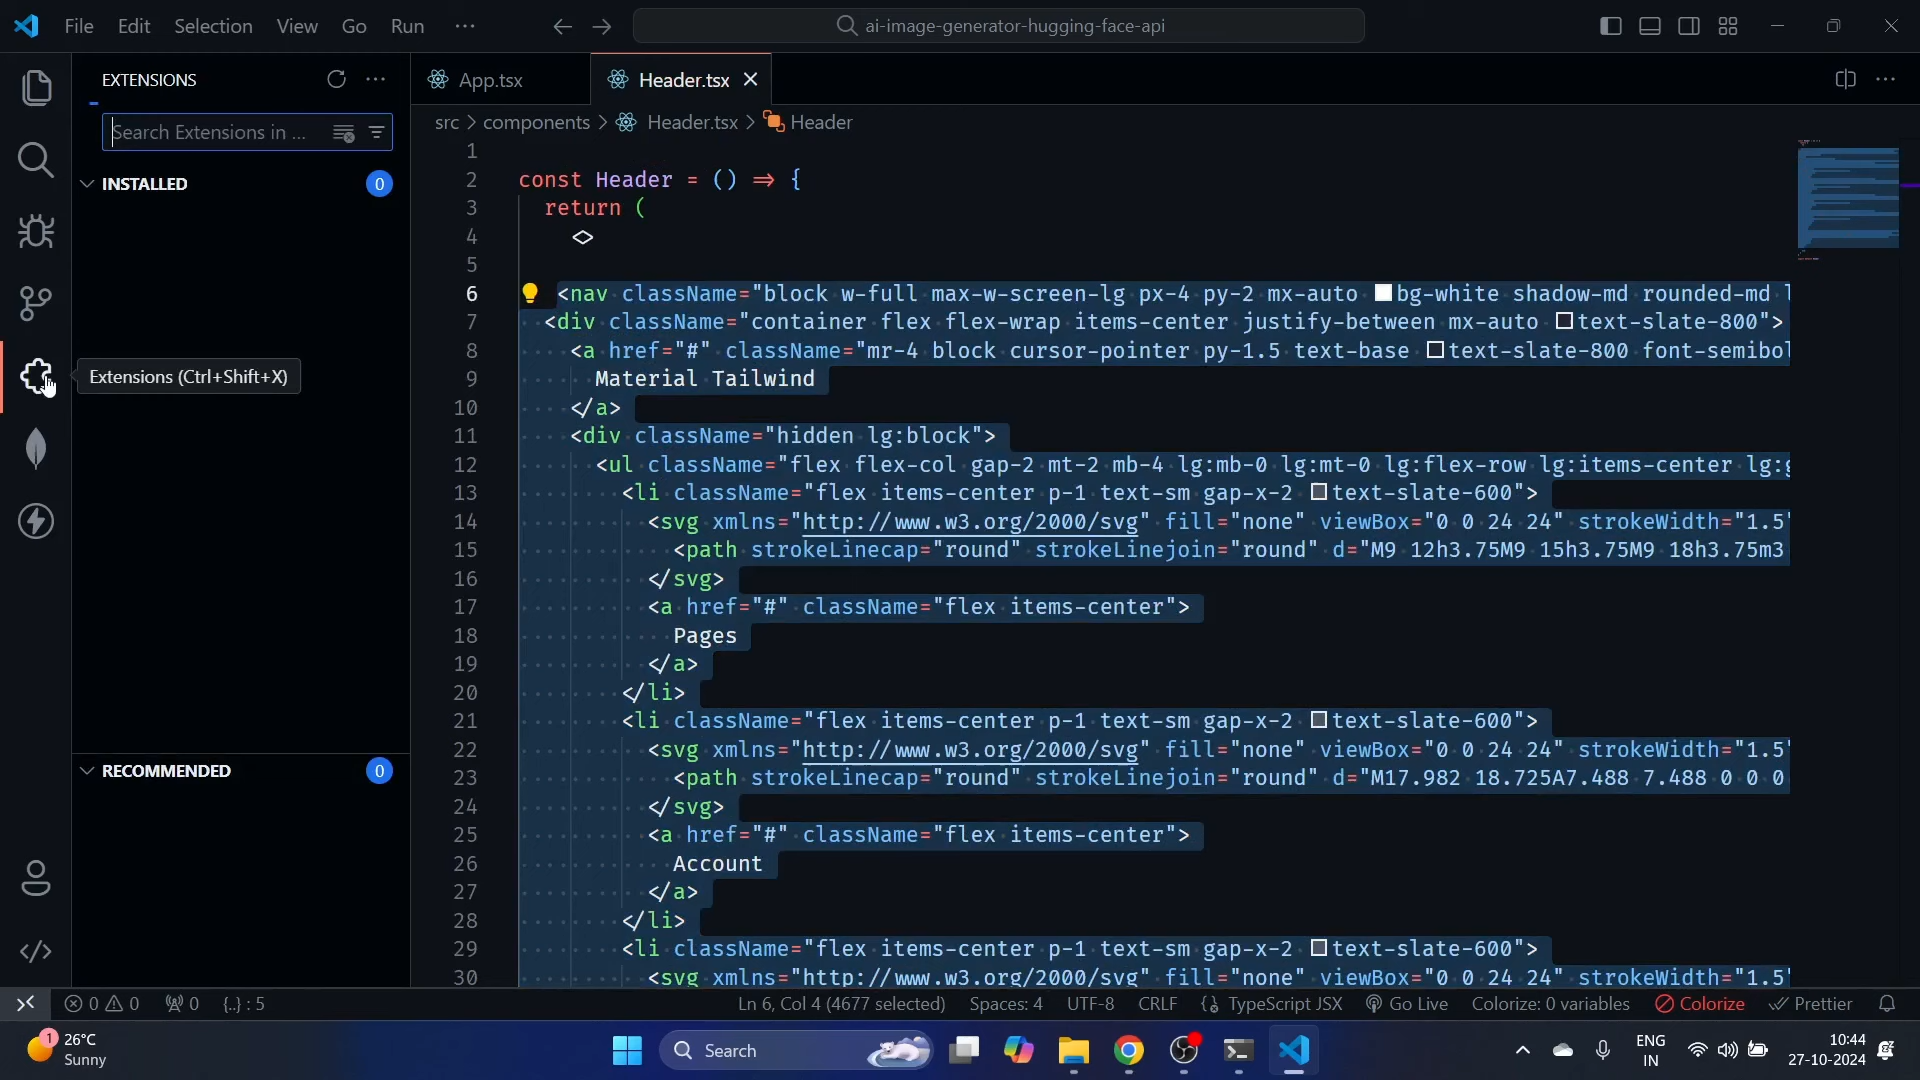 File Edit Selection View Go Run ···
ai-image-generator-hugging-face-api
EXTENSIONS
Search Extensions in ...
INSTALLED 0
Extensions (Ctrl+Shift+X)
RECOMMENDED 0
App.tsx Header.tsx
src > components > Header.tsx > Header
1
2 const Header = () => {
3 return (
4 <>
5
6 <nav className="block w-full max-w-screen-lg px-4 py-2 mx-auto bg-white shadow-md rounded-md l
7 <div className="container flex flex-wrap items-center justify-between mx-auto text-slate-800">
8 <a href="#" className="mr-4 block cursor-pointer py-1.5 text-base text-slate-800 font-semibol
9 Material Tailwind
10 </a>
11 <div className="hidden lg:block">
12 <ul className="flex flex-col gap-2 mt-2 mb-4 lg:mb-0 lg:mt-0 lg:flex-row lg:items-center lg:g
13 <li className="flex items-center p-1 text-sm gap-x-2 text-slate-600">
14 <svg xmlns="http://www.w3.org/2000/svg" fill="none" viewBox="0 0 24 24" strokeWidth="1.5"
15 <path strokeLinecap="round" strokeLinejoin="round" d="M9 12h3.75M9 15h3.75M9 18h3.75m3
16 </svg>
17 <a href="#" className="flex items-center">
18 Pages
19 </a>
20 </li>
21 <li className="flex items-center p-1 text-sm gap-x-2 text-slate-600">
22 <svg xmlns="http://www.w3.org/2000/svg" fill="none" viewBox="0 0 24 24" strokeWidth="1.5"
23 <path strokeLinecap="round" strokeLinejoin="round" d="M17.982 18.725A7.488 7.488 0 0 0
24 </svg>
25 <a href="#" className="flex items-center">
26 Account
27 </a>
28 </li>
29 <li className="flex items-center p-1 text-sm gap-x-2 text-slate-600">
30 <svg xmlns="http://www.w3.org/2000/svg" fill="none" viewBox="0 0 24 24" strokeWidth="1.5"
0 0 0 {..} : 5 Ln 6, Col 4 (4677 selected) Spaces: 4 UTF-8 CRLF TypeScript JSX Go Live Colorize: 0 variables Colorize Prettier
1 26°C
Sunny
Search
ENG
IN
10:44
27-10-2024